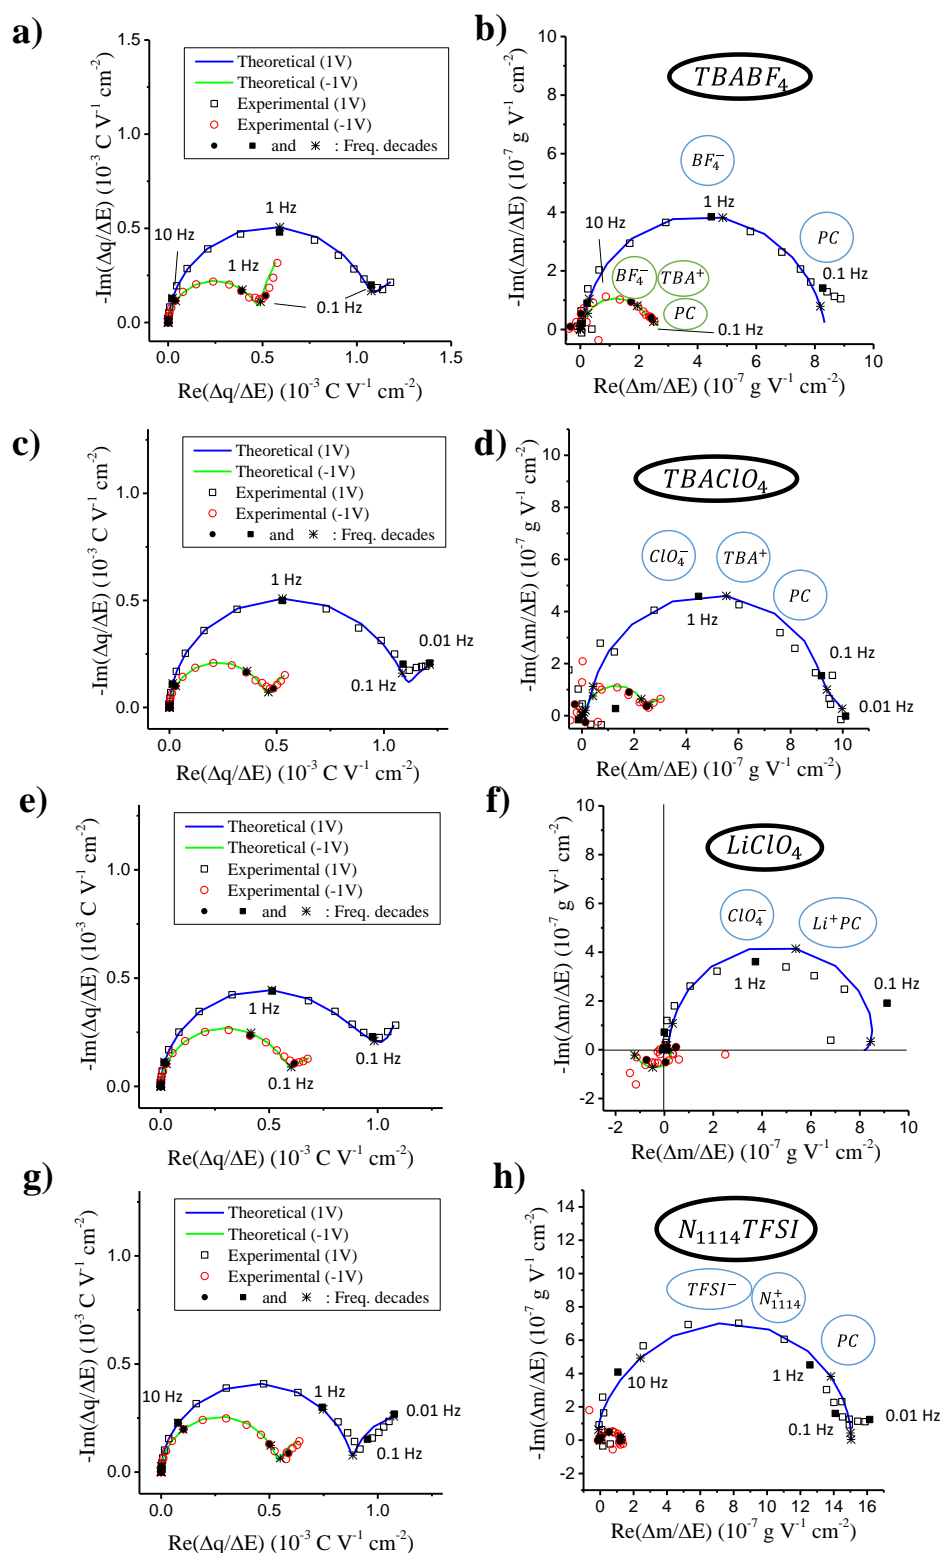 a)
1.5
1.0
0.5
0.0
-Im(Δq/ΔE) (10⁻³ C V⁻¹ cm⁻²)
Theoretical (1V)
Theoretical (-1V)
Experimental (1V)
Experimental (-1V)
and : Freq. decades
1 Hz
10 Hz
1 Hz
0.1 Hz
0.0 0.5 1.0 1.5
Re(Δq/ΔE) (10⁻³ C V⁻¹ cm⁻²)
b)
10
8
6
4
2
0
-2
-Im(Δm/ΔE) (10⁻⁷ g V⁻¹ cm⁻²)
TBABF₄
BF₄⁻
1 Hz
PC
10 Hz
0.1 Hz
BF₄⁻
TBA⁺
PC
0.1 Hz
0 2 4 6 8 10
Re(Δm/ΔE) (10⁻⁷ g V⁻¹ cm⁻²)
c)
1.0
0.5
0.0
-Im(Δq/ΔE) (10⁻³ C V⁻¹ cm⁻²)
Theoretical (1V)
Theoretical (-1V)
Experimental (1V)
Experimental (-1V)
and : Freq. decades
1 Hz
0.01 Hz
0.1 Hz
0.0 0.5 1.0
Re(Δq/ΔE) (10⁻³ C V⁻¹ cm⁻²)
d)
10
8
6
4
2
0
-Im(Δm/ΔE) (10⁻⁷ g V⁻¹ cm⁻²)
TBAClO₄
ClO₄⁻
TBA⁺
PC
1 Hz
0.1 Hz
0.01 Hz
0 2 4 6 8 10
Re(Δm/ΔE) (10⁻⁷ g V⁻¹ cm⁻²)
e)
1.0
0.5
0.0
-Im(Δq/ΔE) (10⁻³ C V⁻¹ cm⁻²)
Theoretical (1V)
Theoretical (-1V)
Experimental (1V)
Experimental (-1V)
and : Freq. decades
1 Hz
0.1 Hz
0.1 Hz
0.0 0.5 1.0
Re(Δq/ΔE) (10⁻³ C V⁻¹ cm⁻²)
f)
10
8
6
4
2
0
-2
-Im(Δm/ΔE) (10⁻⁷ g V⁻¹ cm⁻²)
LiClO₄
ClO₄⁻
Li⁺PC
1 Hz
0.1 Hz
-2 0 2 4 6 8 10
Re(Δm/ΔE) (10⁻⁷ g V⁻¹ cm⁻²)
g)
1.0
0.5
0.0
-Im(Δq/ΔE) (10⁻³ C V⁻¹ cm⁻²)
Theoretical (1V)
Theoretical (-1V)
Experimental (1V)
Experimental (-1V)
and : Freq. decades
10 Hz
1 Hz
0.01 Hz
0.1 Hz
0.0 0.5 1.0
Re(Δq/ΔE) (10⁻³ C V⁻¹ cm⁻²)
h)
14
12
10
8
6
4
2
0
-2
-Im(Δm/ΔE) (10⁻⁷ g V⁻¹ cm⁻²)
N₁₁₁₄TFSI
TFSI⁻
N₁₁₁₄⁺
PC
10 Hz
1 Hz
0.1 Hz
0.01 Hz
0 2 4 6 8 10 12 14 16
Re(Δm/ΔE) (10⁻⁷ g V⁻¹ cm⁻²)